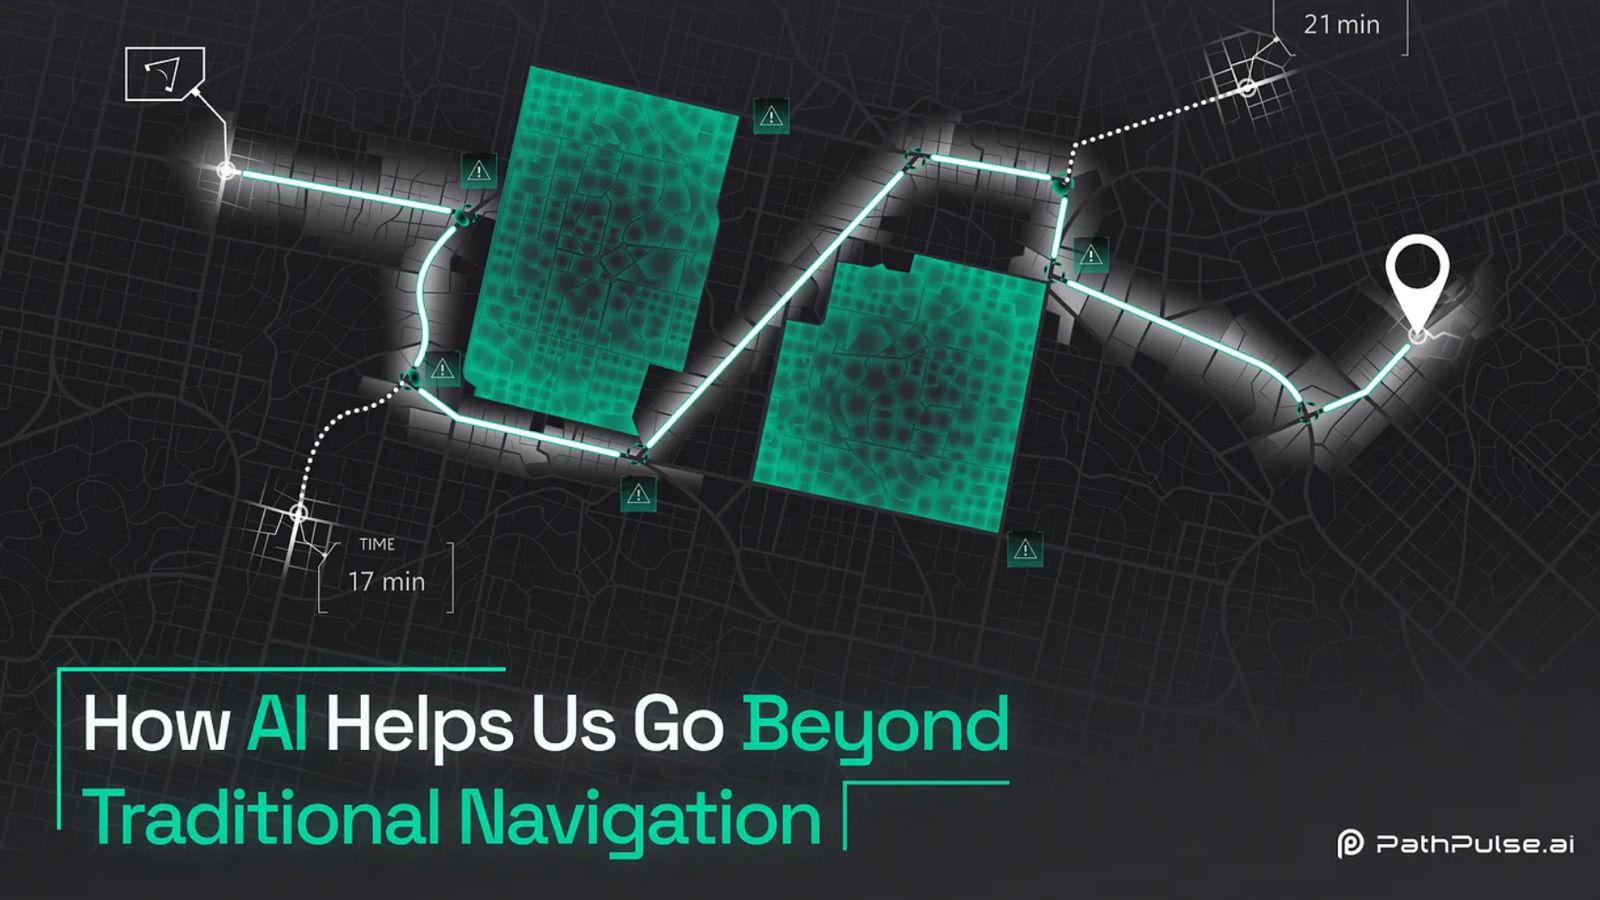 21 min
TIME
17 min
How AI Helps Us Go Beyond
Traditional Navigation
PathPulse.ai